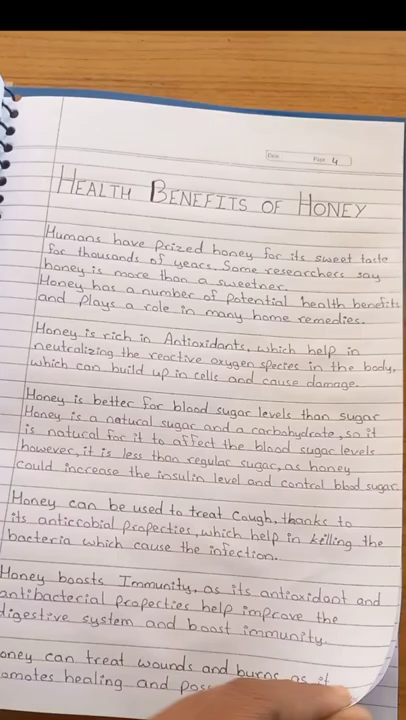 Date Page 4
HEALTH BENEFITS OF HONEY
Humans have prized honey for its sweet taste
for thousands of years. Some researchers say
honey is more than a sweetner.
Honey has a number of potential health benefits
and plays a role in many home remedies.
Honey is rich in Antioxidants, which help in
neutralizing the reactive oxygen species in the body,
which can build up in cells and cause damage.
Honey is better for blood sugar levels than sugar
Honey is a natural sugar and a carbohydrate, so it
is natural for it to affect the blood sugar levels
however, it is less than regular sugar, as honey
could increase the insulin level and control blod sugar
Honey can be used to treat Cough, thanks to
its anticrobial properties, which help in killing the
bacteria which cause the infection.
Honey boosts Immunity, as its antioxidant and
antibacterial properties help improve the
digestive system and boost immunity.
oney can treat wounds and burns as it
omotes healing and pos